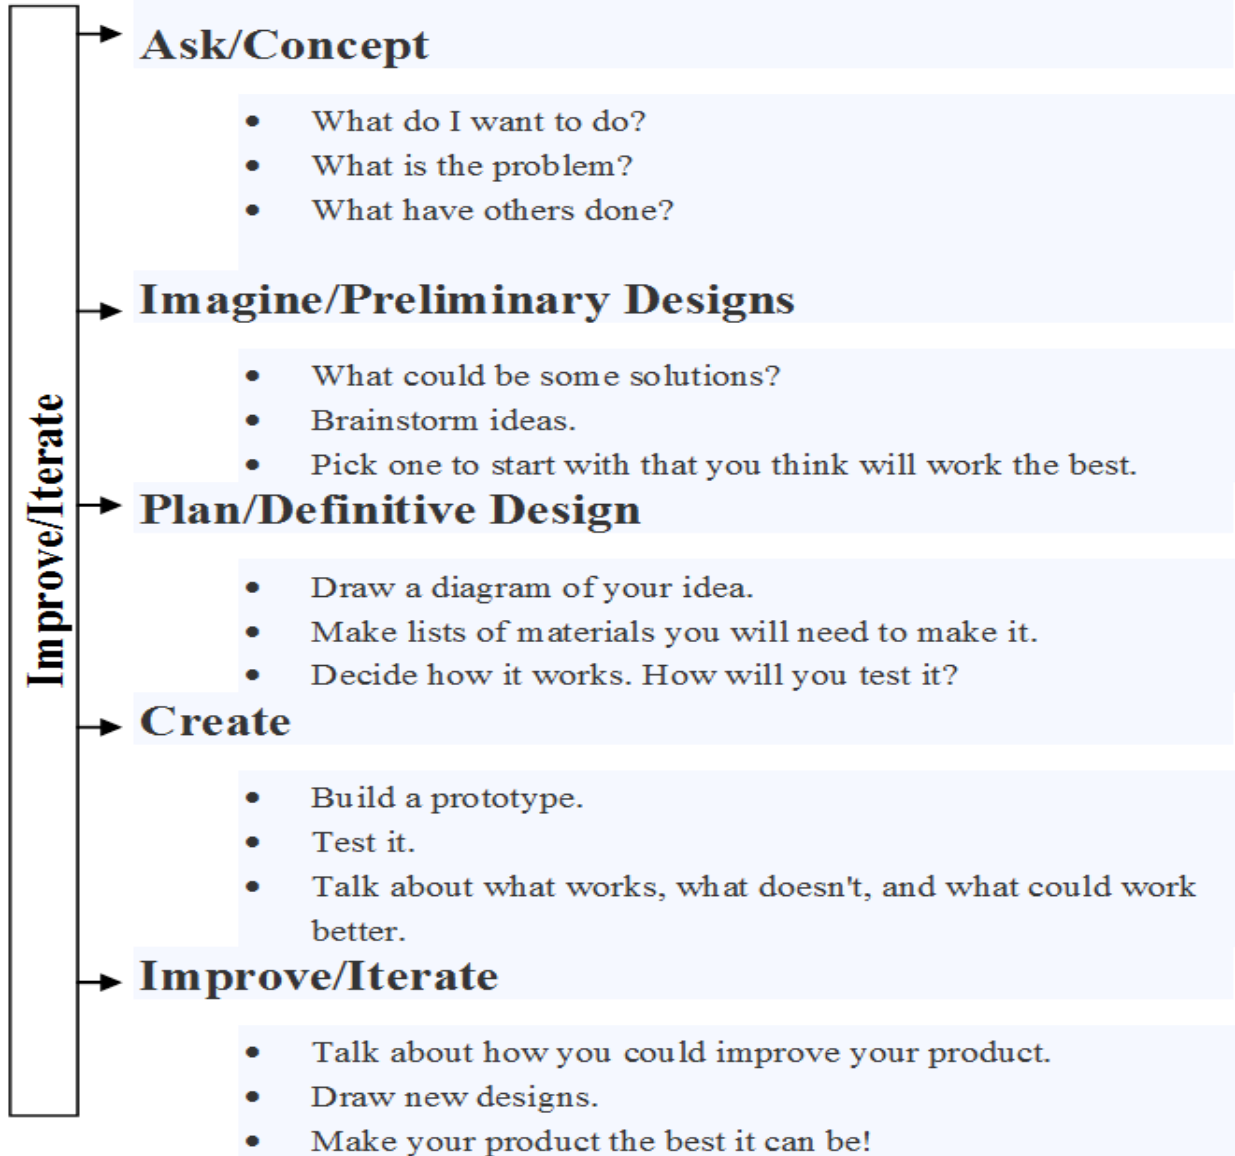 Improve/Iterate
Ask/Concept
• What do I want to do?
• What is the problem?
• What have others done?
Imagine/Preliminary Designs
• What could be some solutions?
• Brainstorm ideas.
• Pick one to start with that you think will work the best.
Plan/Definitive Design
• Draw a diagram of your idea.
• Make lists of materials you will need to make it.
• Decide how it works. How will you test it?
Create
• Build a prototype.
• Test it.
• Talk about what works, what doesn't, and what could work
better.
Improve/Iterate
• Talk about how you could improve your product.
• Draw new designs.
• Make your product the best it can be!